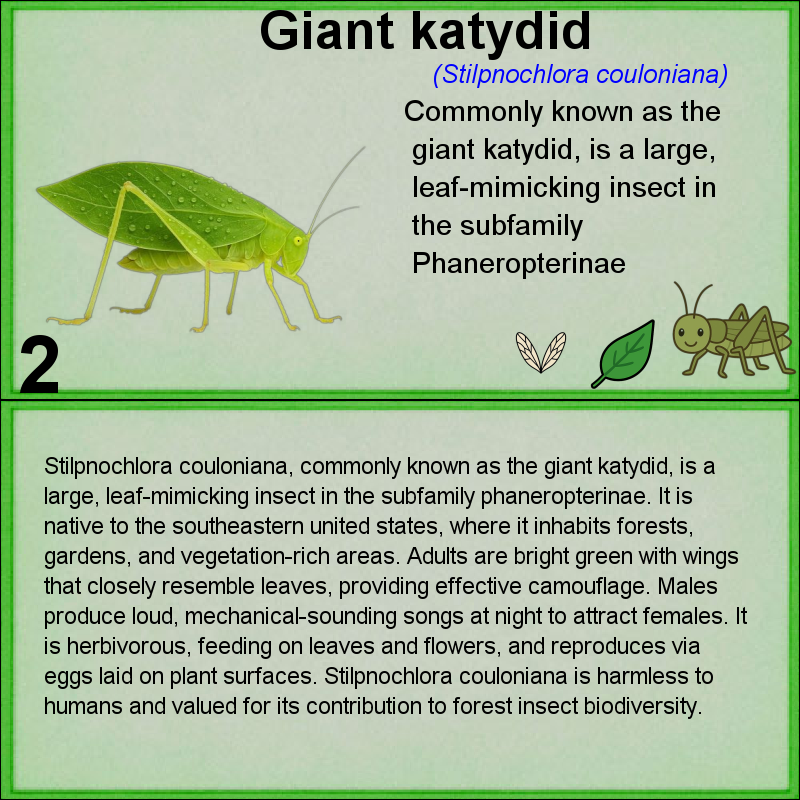 Giant katydid
(Stilpnochlora couloniana)
Commonly known as the
giant katydid, is a large,
leaf-mimicking insect in
the subfamily
Phaneropterinae
2
Stilpnochlora couloniana, commonly known as the giant katydid, is a
large, leaf-mimicking insect in the subfamily phaneropterinae. It is
native to the southeastern united states, where it inhabits forests,
gardens, and vegetation-rich areas. Adults are bright green with wings
that closely resemble leaves, providing effective camouflage. Males
produce loud, mechanical-sounding songs at night to attract females. It
is herbivorous, feeding on leaves and flowers, and reproduces via
eggs laid on plant surfaces. Stilpnochlora couloniana is harmless to
humans and valued for its contribution to forest insect biodiversity.